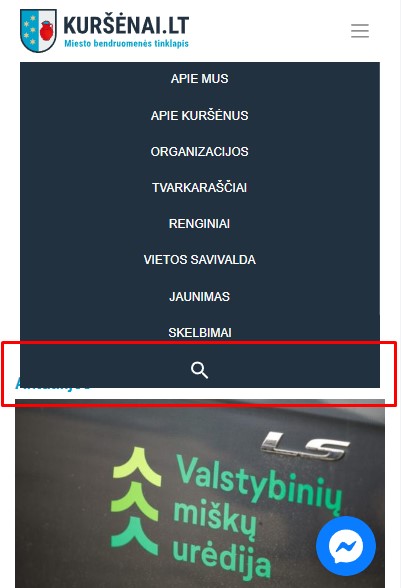 KURŠĖNAI.LT
Miesto bendruomenės tinklapis
APIE MUS
APIE KURŠĖNUS
ORGANIZACIJOS
TVARKARAŠČIAI
RENGINIAI
VIETOS SAVIVALDA
JAUNIMAS
SKELBIMAI
LS
Valstybinių
miškų
urėdija